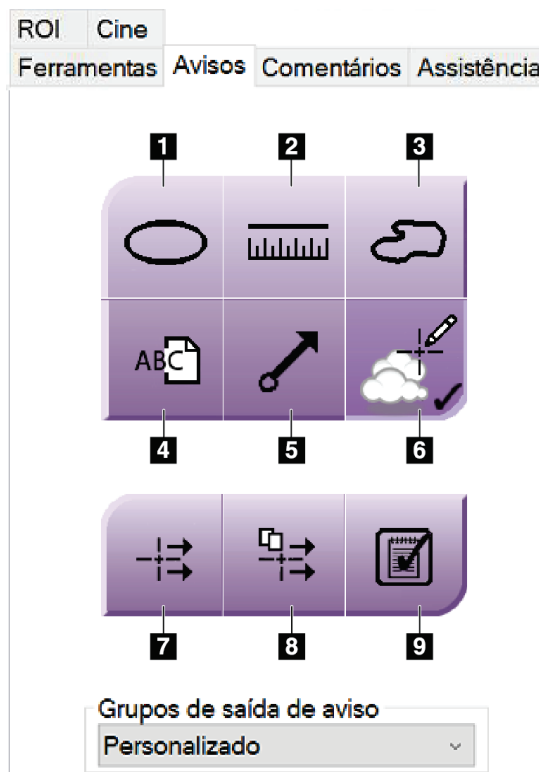 ROI Cine
Ferramentas Avisos Comentários Assistência
1 2 3
ABC
4 5 6
7 8 9
Grupos de saída de aviso
Personalizado